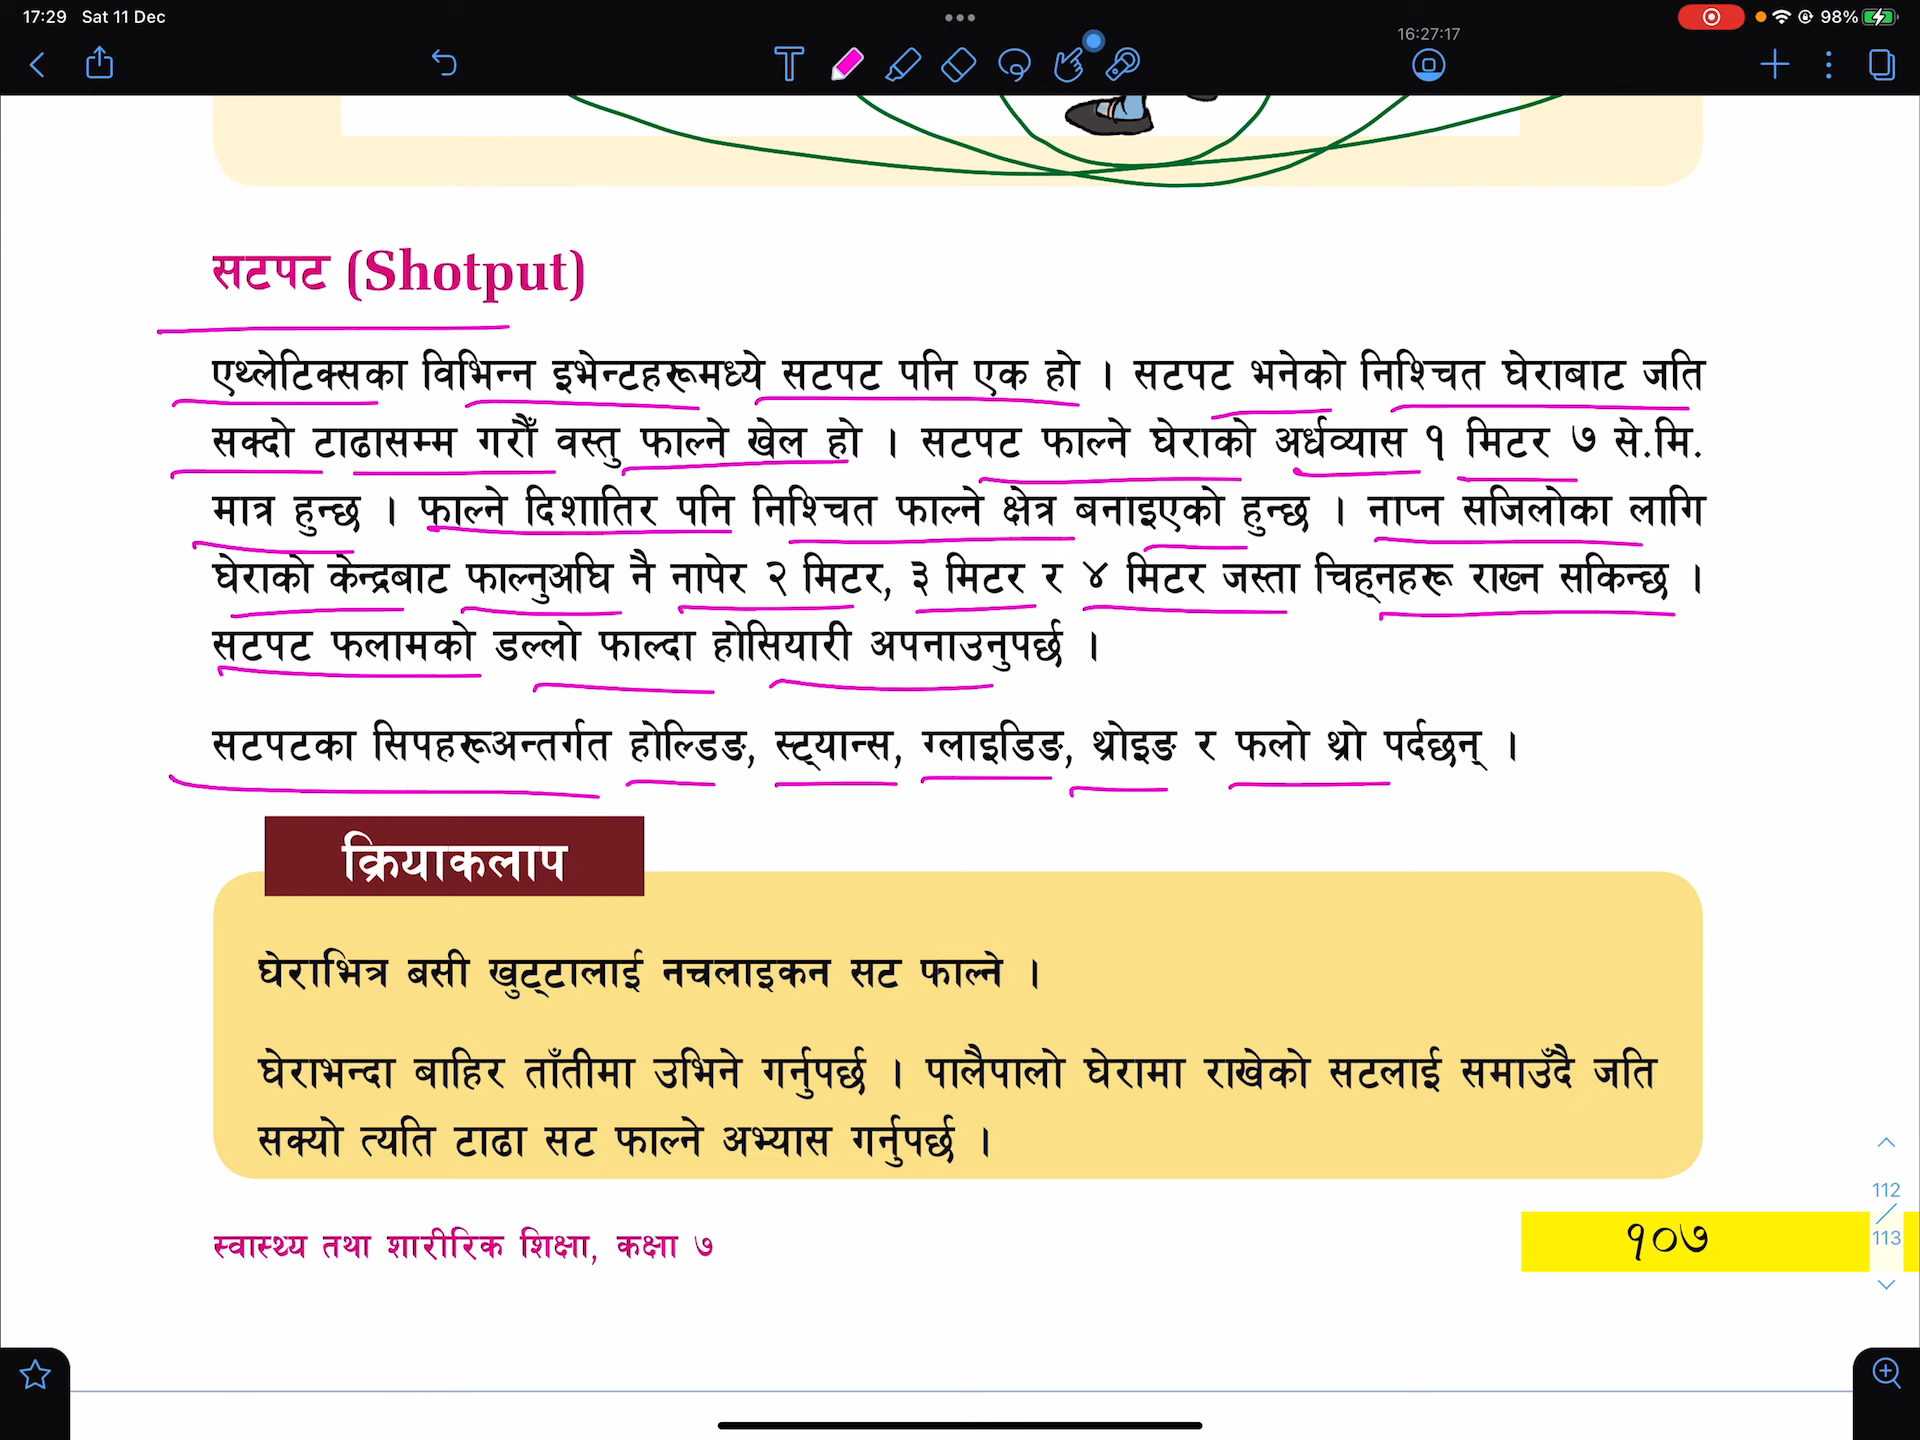 17:29 Sat 11 Dec
98%
16:27:17
सटपट (Shotput)
एथ्लेटिक्सका विभिन्न इभेन्टहरूमध्ये सटपट पनि एक हो । सटपट भनेको निश्चित घेराबाट जति
सक्दो टाढासम्म गरौँ वस्तु फाल्ने खेल हो । सटपट फाल्ने घेराको अर्धव्यास १ मिटर ७ से.मि.
मात्र हुन्छ । फाल्ने दिशातिर पनि निश्चित फाल्ने क्षेत्र बनाइएको हुन्छ । नाप्न सजिलोका लागि
घेराको केन्द्रबाट फाल्नुअघि नै नापेर २ मिटर, ३ मिटर र ४ मिटर जस्ता चिह्नहरू राख्न सकिन्छ ।
सटपट फलामको डल्लो फाल्दा होसियारी अपनाउनुपर्छ ।
सटपटका सिपहरूअन्तर्गत होल्डिङ, स्ट्यान्स, ग्लाइडिङ, थ्रोइङ र फलो थ्रो पर्दछन् ।
क्रियाकलाप
घेराभित्र बसी खुट्टालाई नचलाइकन सट फाल्ने ।
घेराभन्दा बाहिर ताँतीमा उभिने गर्नुपर्छ । पालैपालो घेरामा राखेको सटलाई समाउँदै जति
सक्यो त्यति टाढा सट फाल्ने अभ्यास गर्नुपर्छ ।
स्वास्थ्य तथा शारीरिक शिक्षा, कक्षा ७
१०७
112
113